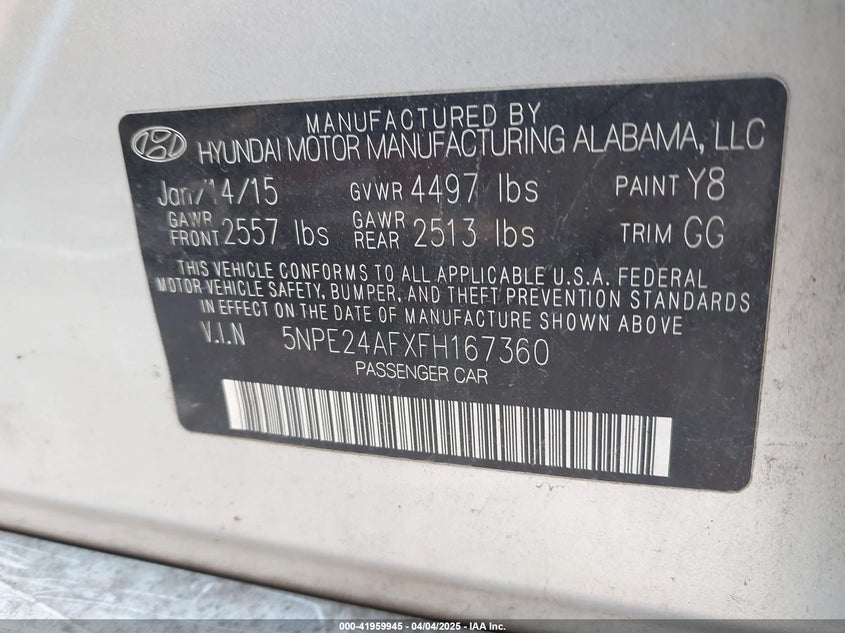 MANUFACTURED BY
HYUNDAI MOTOR MANUFACTURING ALABAMA, LLC
Jan/14/15 GVWR 4497 lbs PAINT Y8
GAWR FRONT 2557 lbs GAWR REAR 2513 lbs TRIM GG
THIS VEHICLE CONFORMS TO ALL APPLICABLE U.S.A. FEDERAL
MOTOR VEHICLE SAFETY, BUMPER, AND THEFT PREVENTION STANDARDS
IN EFFECT ON THE DATE OF MANUFACTURE SHOWN ABOVE
V.I.N 5NPE24AFXFH167360
PASSENGER CAR
000-41959945 - 04/04/2025 - IAA Inc.